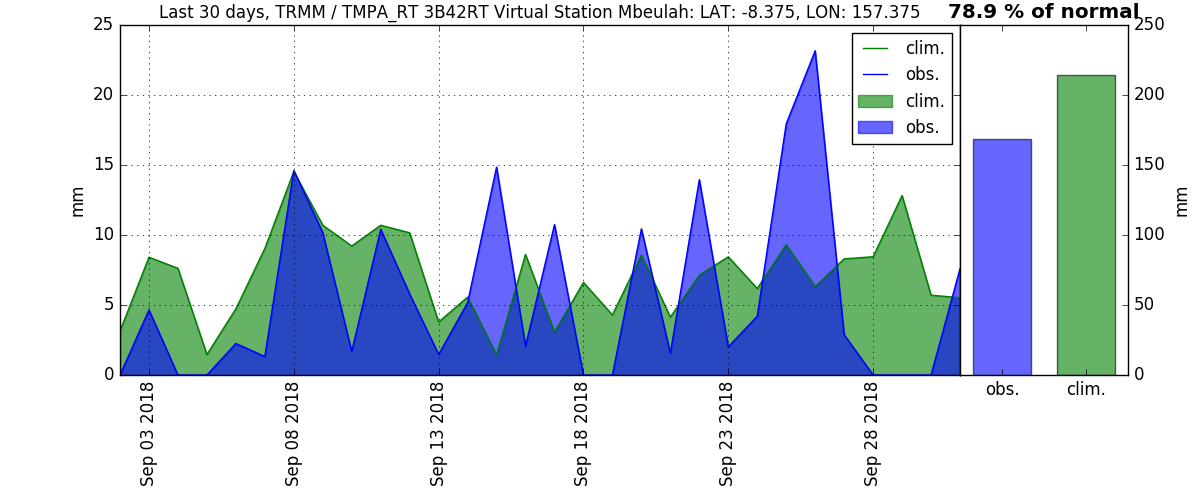 Last 30 days, TRMM / TMPA_RT 3B42RT Virtual Station Mbeulah: LAT: -8.375, LON: 157.375
78.9 % of normal
25
20
15
10
5
0
mm
clim.
obs.
clim.
obs.
Sep 03 2018
Sep 08 2018
Sep 13 2018
Sep 18 2018
Sep 23 2018
Sep 28 2018
250
200
150
100
50
0
mm
obs.
clim.